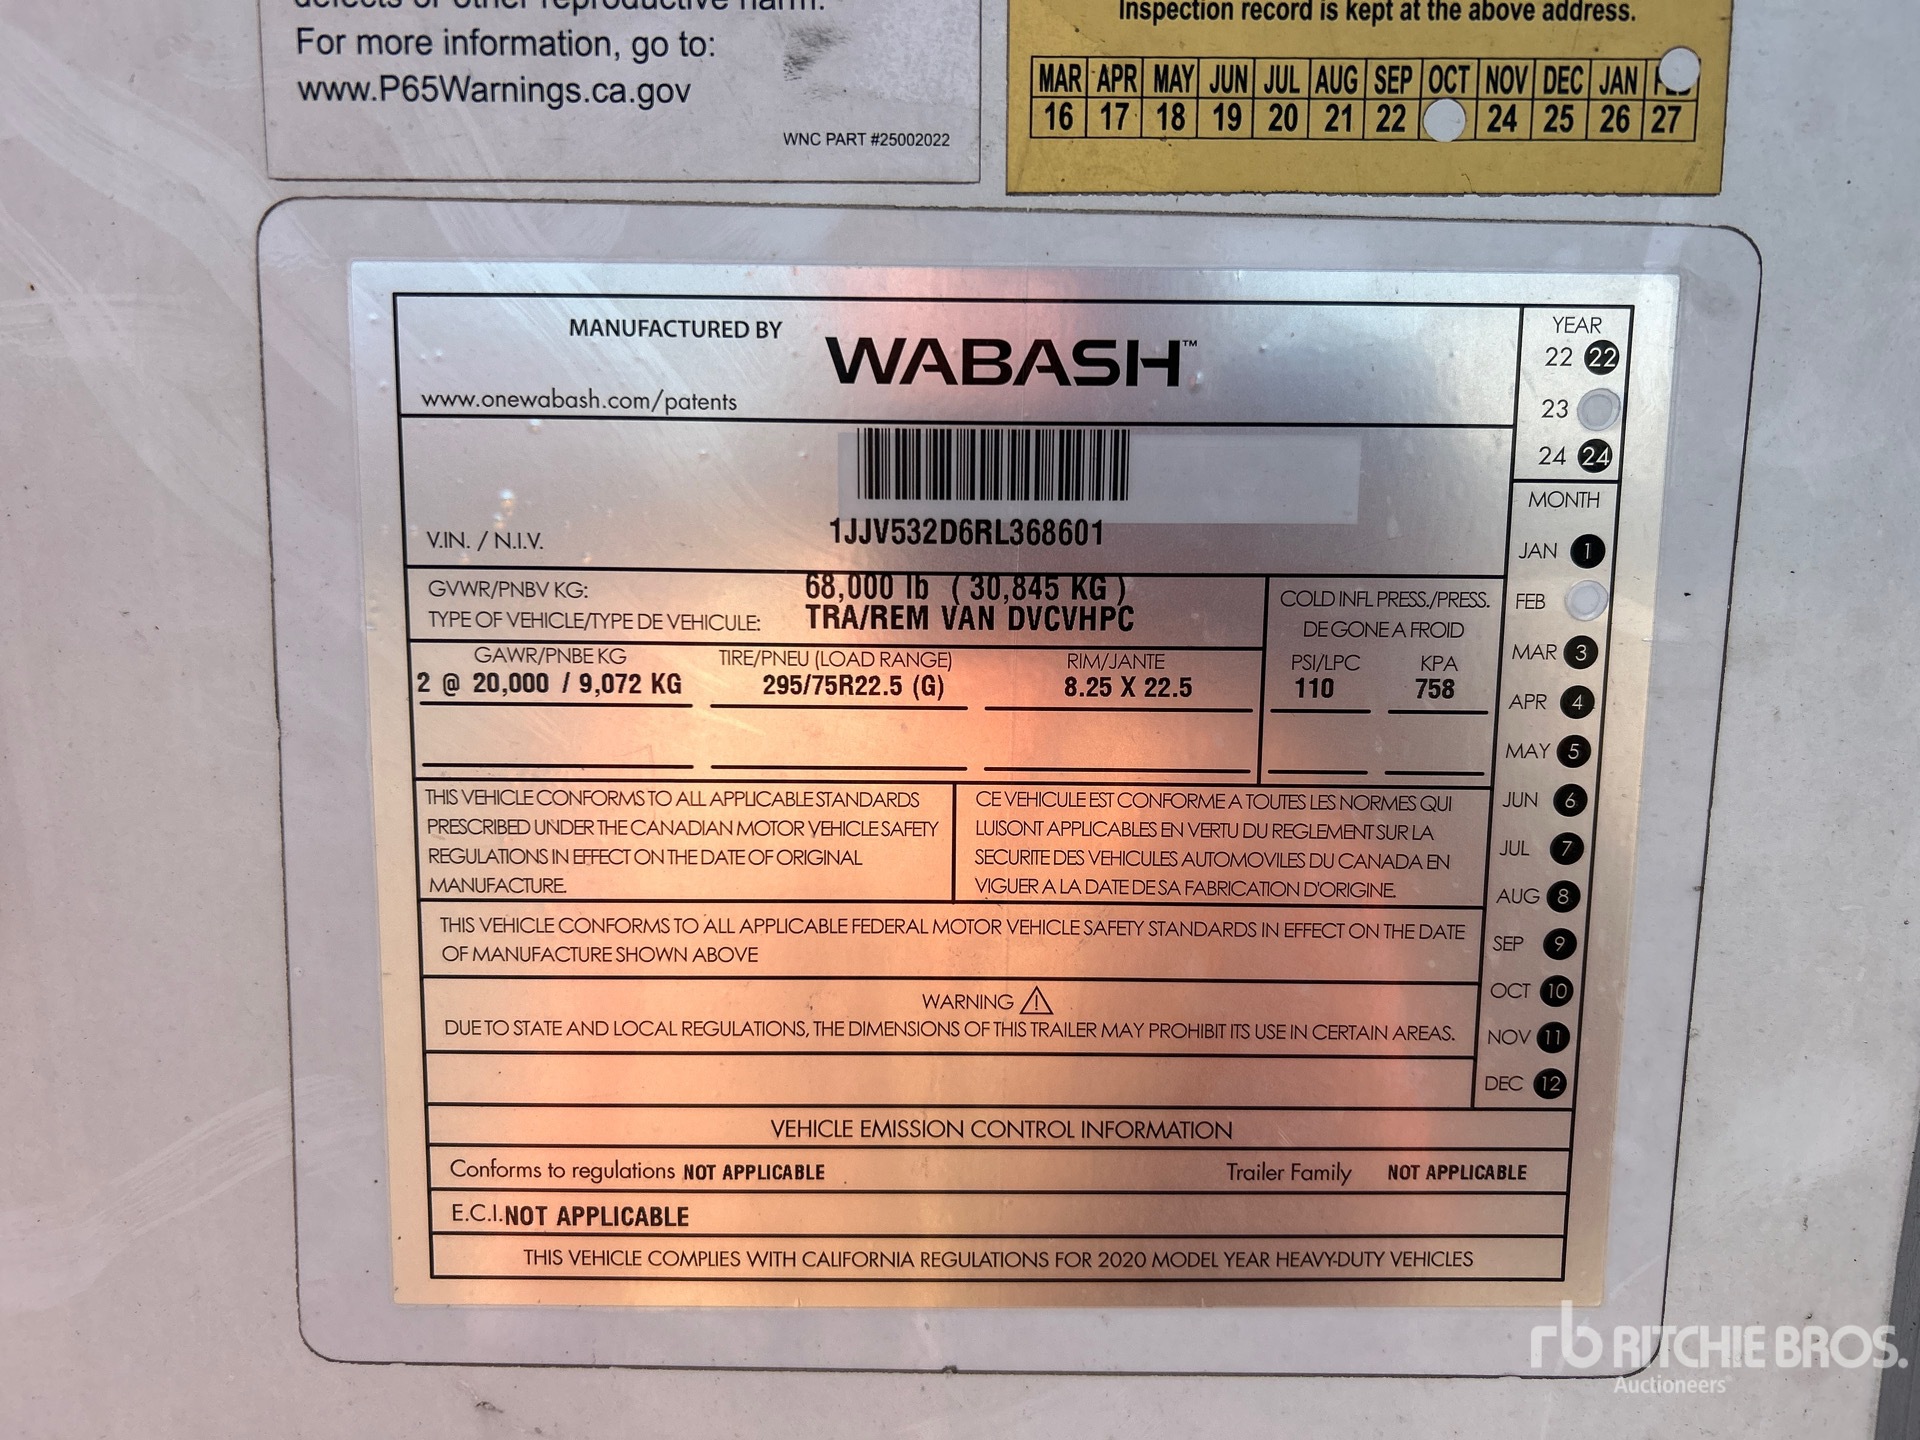 defects or other reproductive harm.
For more information, go to:
www.P65Warnings.ca.gov
WNC PART #25002022
Inspection record is kept at the above address.
MAR APR MAY JUN JUL AUG SEP OCT NOV DEC JAN
16 17 18 19 20 21 22 24 25 26 27
MANUFACTURED BY
WABASH™
www.onewabash.com/patents
YEAR
22 22
23
24 24
V.I.N. / N.I.V.
1JJV532D6RL368601
GVWR/PNBV KG: 68,000 lb ( 30,845 KG )
TYPE OF VEHICLE/TYPE DE VEHICULE: TRA/REM VAN DVCVHPC
COLD INFL PRESS./PRESS.
DE GONE A FROID
GAWR/PNBE KG TIRE/PNEU (LOAD RANGE) RIM/JANTE PSI/LPC KPA
2 @ 20,000 / 9,072 KG 295/75R22.5 (G) 8.25 X 22.5 110 758
THIS VEHICLE CONFORMS TO ALL APPLICABLE STANDARDS
PRESCRIBED UNDER THE CANADIAN MOTOR VEHICLE SAFETY
REGULATIONS IN EFFECT ON THE DATE OF ORIGINAL
MANUFACTURE.
CE VEHICULE EST CONFORME A TOUTES LES NORMES QUI
LUISONT APPLICABLES EN VERTU DU REGLEMENT SUR LA
SECURITE DES VEHICULES AUTOMOVILES DU CANADA EN
VIGUER A LA DATE DE SA FABRICATION D'ORIGINE.
THIS VEHICLE CONFORMS TO ALL APPLICABLE FEDERAL MOTOR VEHICLE SAFETY STANDARDS IN EFFECT ON THE DATE
OF MANUFACTURE SHOWN ABOVE
WARNING
DUE TO STATE AND LOCAL REGULATIONS, THE DIMENSIONS OF THIS TRAILER MAY PROHIBIT ITS USE IN CERTAIN AREAS.
MONTH
JAN 1
FEB
MAR 3
APR 4
MAY 5
JUN 6
JUL 7
AUG 8
SEP 9
OCT 10
NOV 11
DEC 12
VEHICLE EMISSION CONTROL INFORMATION
Conforms to regulations NOT APPLICABLE Trailer Family NOT APPLICABLE
E.C.I. NOT APPLICABLE
THIS VEHICLE COMPLIES WITH CALIFORNIA REGULATIONS FOR 2020 MODEL YEAR HEAVY-DUTY VEHICLES
rb RITCHIE BROS.
Auctioneers